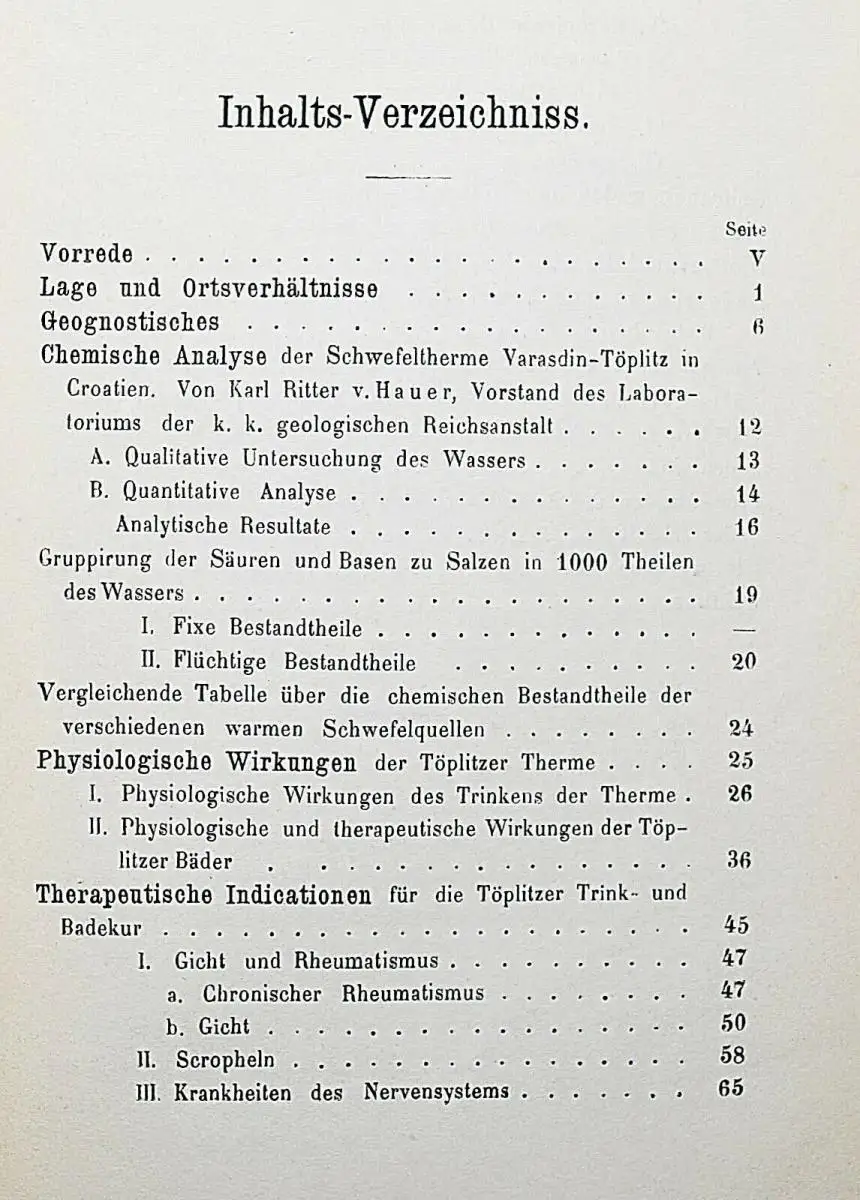 Inhalts-Verzeichniss.
Seite
Vorrede . . . . . . . . . . . . . . . . . . . . . . V
Lage und Ortsverhältnisse . . . . . . . . . . . . 1
Geognostisches . . . . . . . . . . . . . . . . . . 6
Chemische Analyse der Schwefeltherme Varasdin-Töplitz in
Croatien. Von Karl Ritter v. Hauer, Vorstand des Labora-
toriums der k. k. geologischen Reichsanstalt . . . . . . 12
A. Qualitative Untersuchung des Wassers . . . . . . . 13
B. Quantitative Analyse . . . . . . . . . . . . . . 14
Analytische Resultate . . . . . . . . . . . . . . 16
Gruppirung der Säuren und Basen zu Salzen in 1000 Theilen
des Wassers . . . . . . . . . . . . . . . . . . . . 19
I. Fixe Bestandtheile . . . . . . . . . . . . . —
II. Flüchtige Bestandtheile . . . . . . . . . . 20
Vergleichende Tabelle über die chemischen Bestandtheile der
verschiedenen warmen Schwefelquellen . . . . . . . . 24
Physiologische Wirkungen der Töplitzer Therme . . . . 25
I. Physiologische Wirkungen des Trinkens der Therme . 26
II. Physiologische und therapeutische Wirkungen der Töp-
litzer Bäder . . . . . . . . . . . . . . . . 36
Therapeutische Indicationen für die Töplitzer Trink- und
Badekur . . . . . . . . . . . . . . . . . . . . . 45
I. Gicht und Rheumatismus . . . . . . . . . . 47
a. Chronischer Rheumatismus . . . . . . . . 47
b. Gicht . . . . . . . . . . . . . . . . . 50
II. Scropheln . . . . . . . . . . . . . . . . 58
III. Krankheiten des Nervensystems . . . . . . . 65